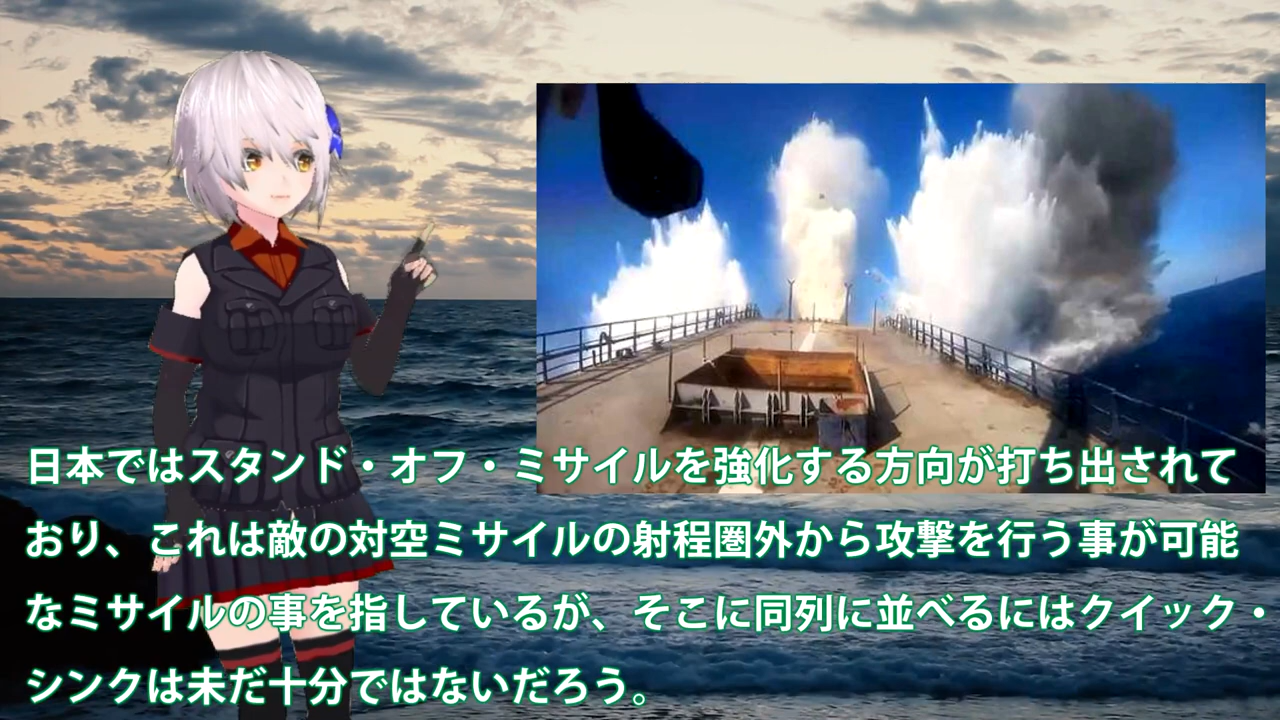 日本ではスタンド・オフ・ミサイルを強化する方向が打ち出されて
おり、これは敵の対空ミサイルの射程圏外から攻撃を行う事が可能
なミサイルの事を指しているが、そこに同列に並べるにはクイック・
シンクは未だ十分ではないだろう。